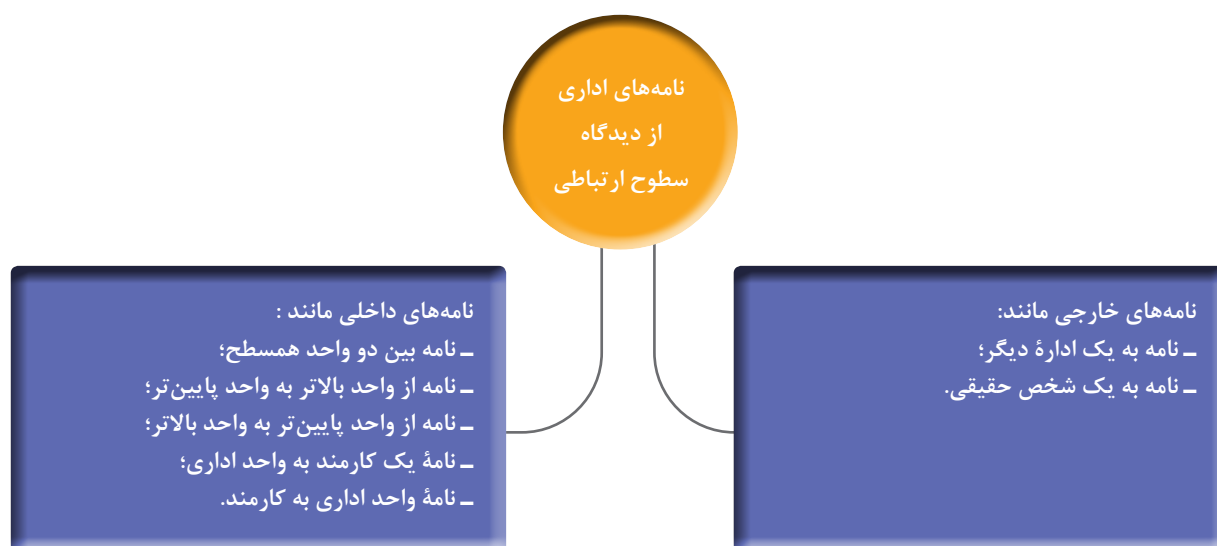 نامه‌های اداری
از دیدگاه
سطوح ارتباطی
نامه‌های خارجی مانند:
ـ نامه به یک ادارهٔ دیگر؛
ـ نامه به یک شخص حقیقی.
نامه‌های داخلی مانند :
ـ نامه بین دو واحد همسطح؛
ـ نامه از واحد بالاتر به واحد پایین‌تر؛
ـ نامه از واحد پایین‌تر به واحد بالاتر؛
ـ نامهٔ یک کارمند به واحد اداری؛
ـ نامهٔ واحد اداری به کارمند.